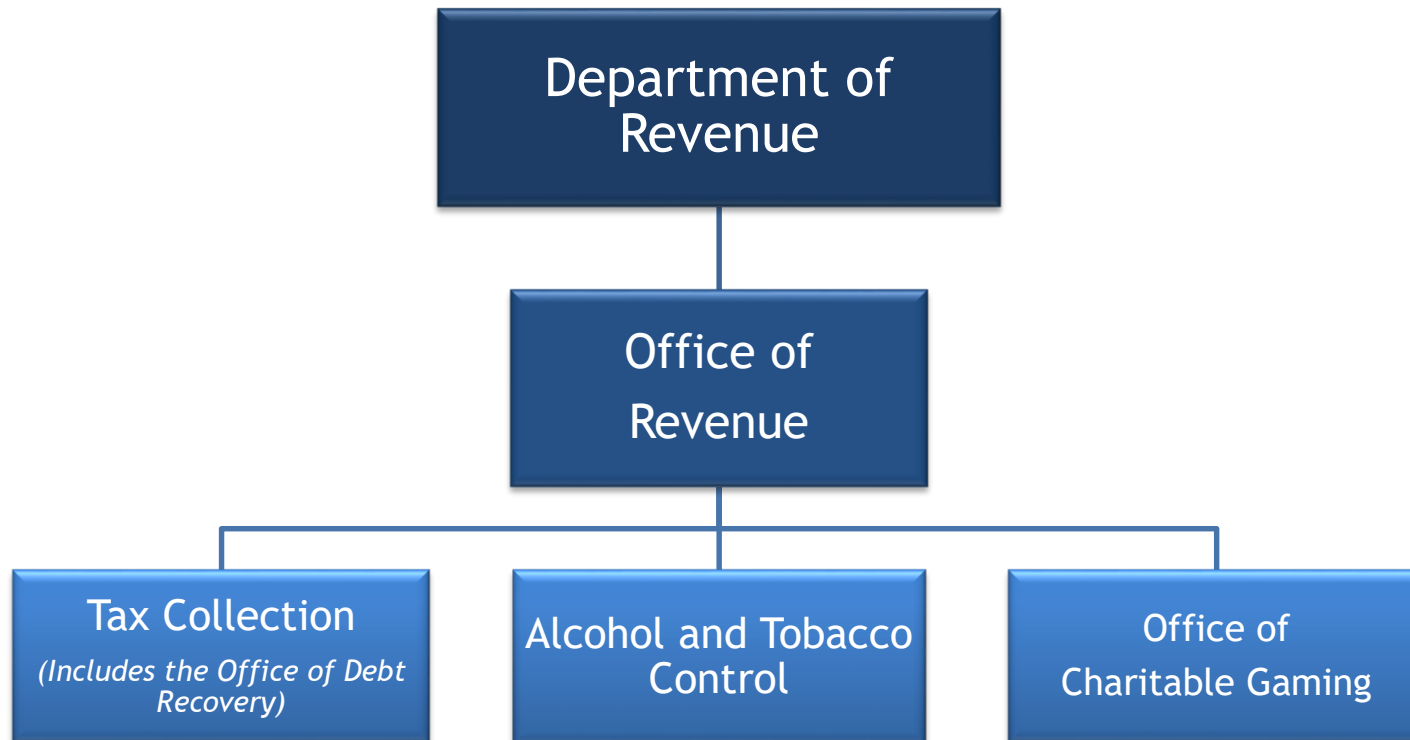 Department of
Revenue
Office of
Revenue
Tax Collection
(Includes the Office of Debt
Recovery)
Alcohol and Tobacco
Control
Office of
Charitable Gaming